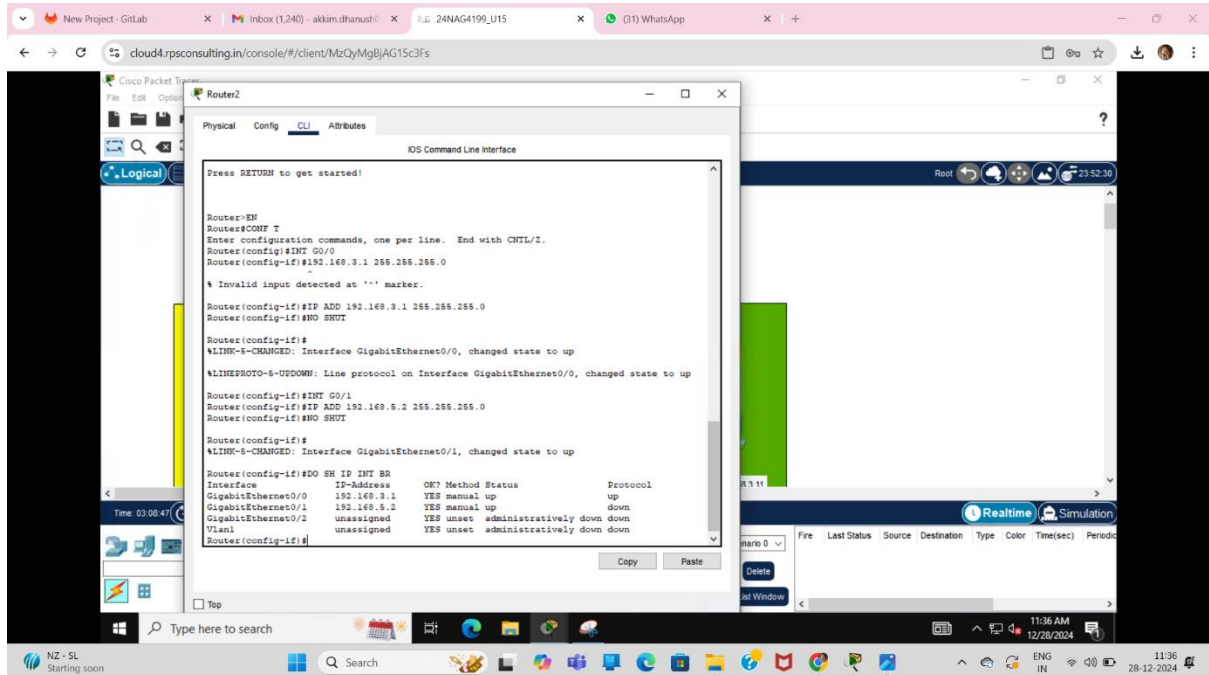 New Project - GitLab
Inbox (1,240) - akkim.dhanush
24NAG4199_U15
(31) WhatsApp
cloud4.rpsconsulting.in/console/#/client/MzQyMgBjAG15c3Fs
Cisco Packet Tracer
File Edit Option
Router2
Physical Config CLI Attributes
IOS Command Line Interface
Logical
Root 23:52:30
Press RETURN to get started!
Router>EN
Router#CONF T
Enter configuration commands, one per line. End with CNTL/Z.
Router(config)#INT G0/0
Router(config-if)#192.168.3.1 255.255.255.0
^
% Invalid input detected at '^' marker.
Router(config-if)#IP ADD 192.168.3.1 255.255.255.0
Router(config-if)#NO SHUT
Router(config-if)#
%LINK-5-CHANGED: Interface GigabitEthernet0/0, changed state to up
%LINEPROTO-5-UPDOWN: Line protocol on Interface GigabitEthernet0/0, changed state to up
Router(config-if)#INT G0/1
Router(config-if)#IP ADD 192.168.5.2 255.255.255.0
Router(config-if)#NO SHUT
Router(config-if)#
%LINK-5-CHANGED: Interface GigabitEthernet0/1, changed state to up
Router(config-if)#DO SH IP INT BR
Interface IP-Address OK? Method Status Protocol
GigabitEthernet0/0 192.168.3.1 YES manual up up
GigabitEthernet0/1 192.168.5.2 YES manual up down
GigabitEthernet0/2 unassigned YES unset administratively down down
Vlan1 unassigned YES unset administratively down down
Router(config-if)#
8.3.11
Copy Paste
Top
Time: 03:08:47
Realtime Simulation
nario 0
Fire Last Status Source Destination Type Color Time(sec) Periodic
Delete
ist Window
Type here to search
11:36 AM
12/28/2024
NZ - SL
Starting soon
Search
ENG
IN
11:36
28-12-2024